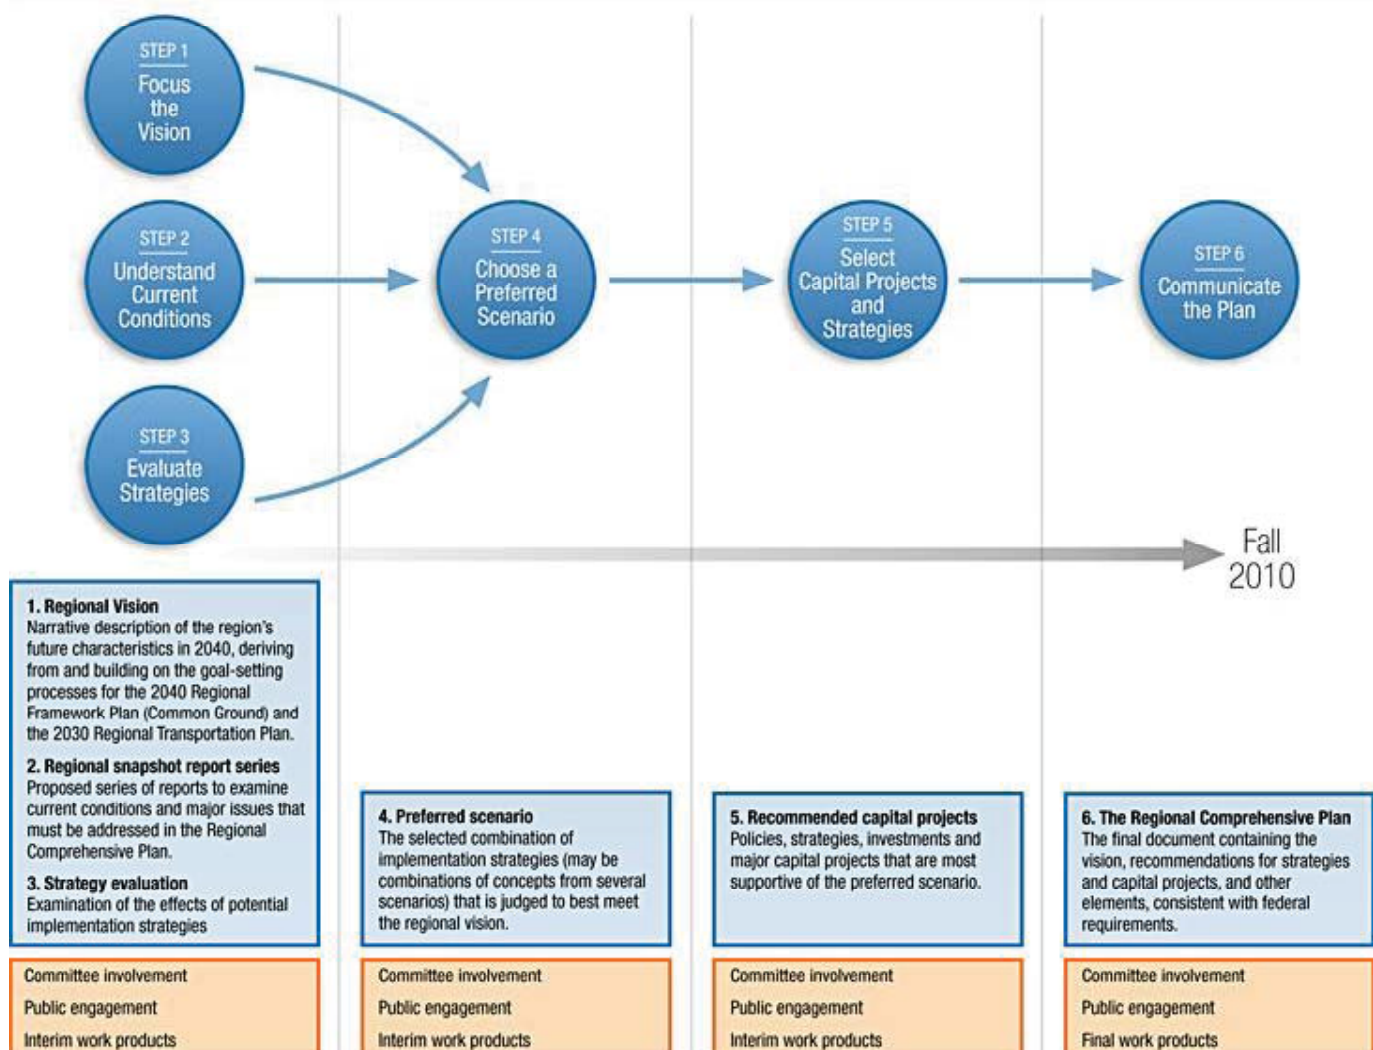 STEP 1
Focus
the
Vision
STEP 2
Understand
Current
Conditions
STEP 3
Evaluate
Strategies
STEP 4
Choose a
Preferred
Scenario
STEP 5
Select
Capital Projects
and
Strategies
STEP 6
Communicate
the Plan
Fall
2010
1. Regional Vision
Narrative description of the region's
future characteristics in 2040, deriving
from and building on the goal-setting
processes for the 2040 Regional
Framework Plan (Common Ground) and
the 2030 Regional Transportation Plan.
2. Regional snapshot report series
Proposed series of reports to examine
current conditions and major issues that
must be addressed in the Regional
Comprehensive Plan.
3. Strategy evaluation
Examination of the effects of potential
implementation strategies
4. Preferred scenario
The selected combination of
implementation strategies (may be
combinations of concepts from several
scenarios) that is judged to best meet
the regional vision.
5. Recommended capital projects
Policies, strategies, investments and
major capital projects that are most
supportive of the preferred scenario.
6. The Regional Comprehensive Plan
The final document containing the
vision, recommendations for strategies
and capital projects, and other
elements, consistent with federal
requirements.
Committee involvement
Public engagement
Interim work products
Committee involvement
Public engagement
Interim work products
Committee involvement
Public engagement
Interim work products
Committee involvement
Public engagement
Final work products